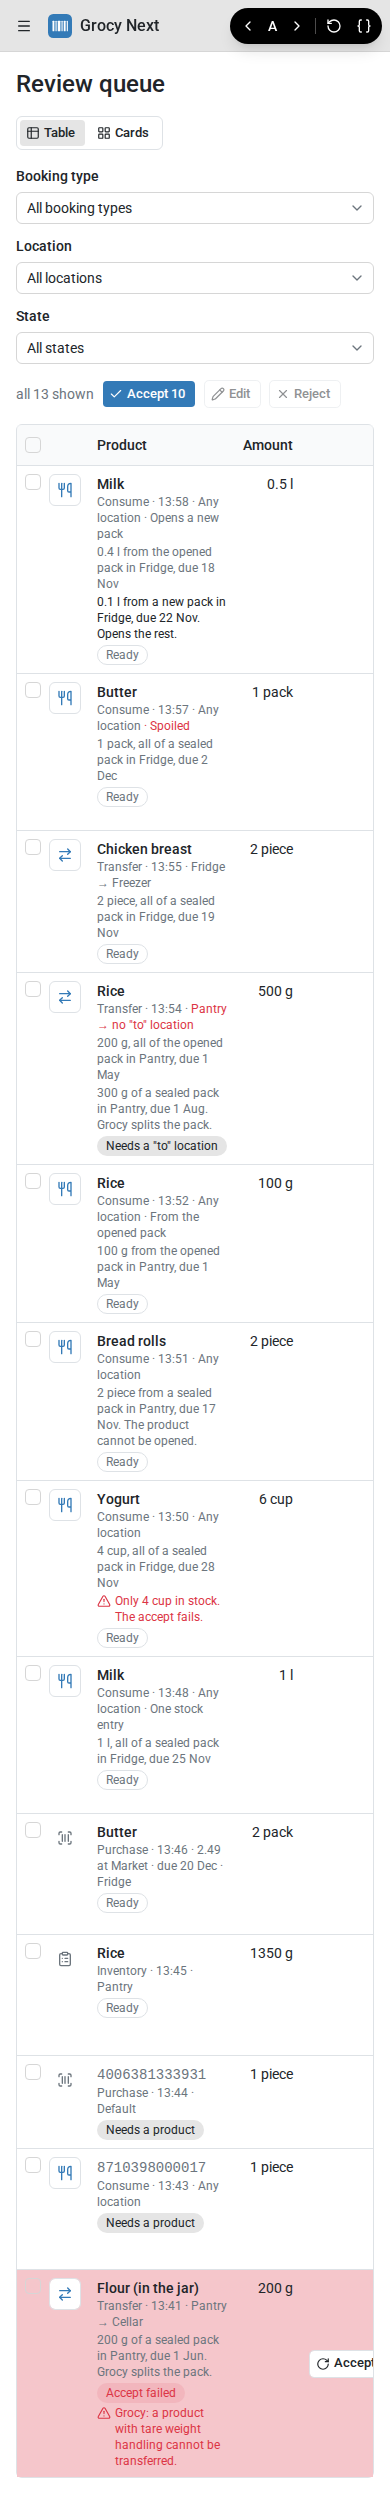 Grocy Next
A
Review queue
Table Cards
Booking type
All booking types
Location
All locations
State
All states
all 13 shown Accept 10 Edit Reject
Product Amount
Milk 0.5 l
Consume · 13:58 · Any
location · Opens a new
pack
0.4 l from the opened
pack in Fridge, due 18
Nov
0.1 l from a new pack in
Fridge, due 22 Nov.
Opens the rest.
Ready
Butter 1 pack
Consume · 13:57 · Any
location · Spoiled
1 pack, all of a sealed
pack in Fridge, due 2
Dec
Ready
Chicken breast 2 piece
Transfer · 13:55 · Fridge
→ Freezer
2 piece, all of a sealed
pack in Fridge, due 19
Nov
Ready
Rice 500 g
Transfer · 13:54 · Pantry
→ no "to" location
200 g, all of the opened
pack in Pantry, due 1
May
300 g of a sealed pack
in Pantry, due 1 Aug.
Grocy splits the pack.
Needs a "to" location
Rice 100 g
Consume · 13:52 · Any
location · From the
opened pack
100 g from the opened
pack in Pantry, due 1
May
Ready
Bread rolls 2 piece
Consume · 13:51 · Any
location
2 piece from a sealed
pack in Pantry, due 17
Nov. The product
cannot be opened.
Ready
Yogurt 6 cup
Consume · 13:50 · Any
location
4 cup, all of a sealed
pack in Fridge, due 28
Nov
Only 4 cup in stock.
The accept fails.
Ready
Milk 1 l
Consume · 13:48 · Any
location · One stock
entry
1 l, all of a sealed pack
in Fridge, due 25 Nov
Ready
Butter 2 pack
Purchase · 13:46 · 2.49
at Market · due 20 Dec ·
Fridge
Ready
Rice 1350 g
Inventory · 13:45 ·
Pantry
Ready
4006381333931 1 piece
Purchase · 13:44 ·
Default
Needs a product
8710398000017 1 piece
Consume · 13:43 · Any
location
Needs a product
Flour (in the jar) 200 g
Transfer · 13:41 · Pantry
→ Cellar
200 g of a sealed pack
in Pantry, due 1 Jun.
Grocy splits the pack.
Accept
Accept failed
Grocy: a product
with tare weight
handling cannot be
transferred.